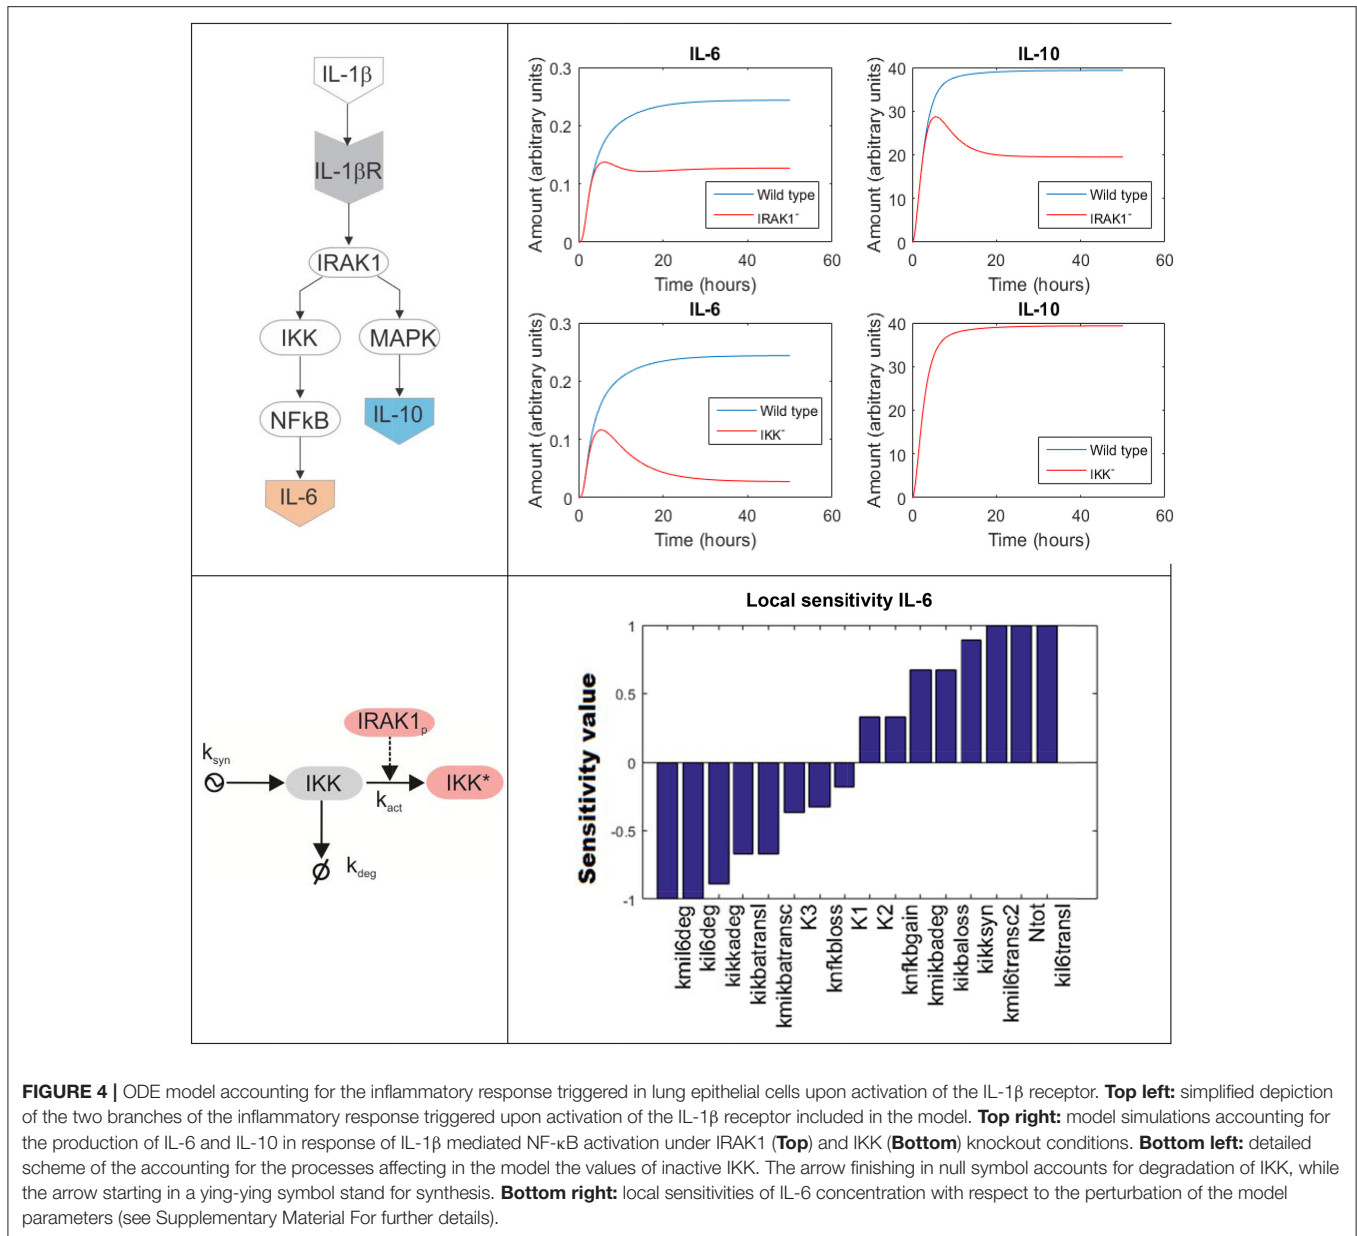 IL-1β
IL-1βR
IRAK1
IKK
MAPK
NFkB
IL-10
IL-6
IL-6
Amount (arbitrary units)
0.3
0.2
0.1
0
0
20
40
60
Time (hours)
Wild type
IRAK1-
IL-10
Amount (arbitrary units)
40
30
20
10
0
0
20
40
60
Time (hours)
Wild type
IRAK1-
IL-6
Amount (arbitrary units)
0.3
0.2
0.1
0
0
20
40
60
Time (hours)
Wild type
IKK-
IL-10
Amount (arbitrary units)
40
30
20
10
0
0
20
40
60
Time (hours)
Wild type
IKK-
IRAK1p
ksyn
IKK
IKK*
kact
kdeg
Local sensitivity IL-6
Sensitivity value
1
0.5
0
-0.5
-1
kmil6deg
kil6deg
kikkadeg
kikbatransl
kmikbatransc
K3
knfkbloss
K1
K2
knfkbgain
kmikbadeg
kikbaloss
kikksyn
kmil6transc2
Ntot
kil6transl
FIGURE 4 | ODE model accounting for the inflammatory response triggered in lung epithelial cells upon activation of the IL-1β receptor. Top left: simplified depiction
of the two branches of the inflammatory response triggered upon activation of the IL-1β receptor included in the model. Top right: model simulations accounting for
the production of IL-6 and IL-10 in response of IL-1β mediated NF-κB activation under IRAK1 (Top) and IKK (Bottom) knockout conditions. Bottom left: detailed
scheme of the accounting for the processes affecting in the model the values of inactive IKK. The arrow finishing in null symbol accounts for degradation of IKK, while
the arrow starting in a ying-ying symbol stand for synthesis. Bottom right: local sensitivities of IL-6 concentration with respect to the perturbation of the model
parameters (see Supplementary Material For further details).